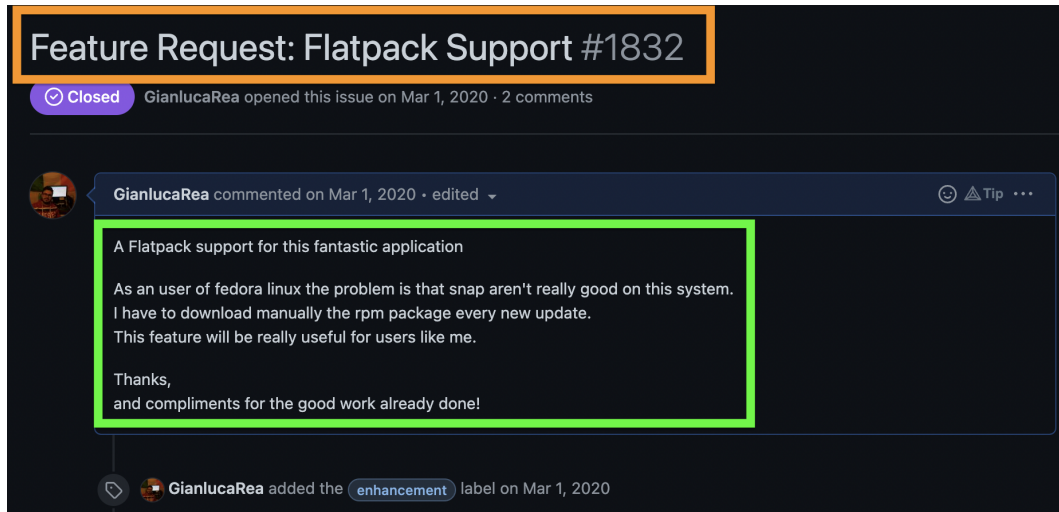 Feature Request: Flatpack Support #1832
Closed GianlucaRea opened this issue on Mar 1, 2020 · 2 comments
GianlucaRea commented on Mar 1, 2020 • edited
Tip ···
A Flatpack support for this fantastic application
As an user of fedora linux the problem is that snap aren't really good on this system.
I have to download manually the rpm package every new update.
This feature will be really useful for users like me.
Thanks,
and compliments for the good work already done!
GianlucaRea added the enhancement label on Mar 1, 2020